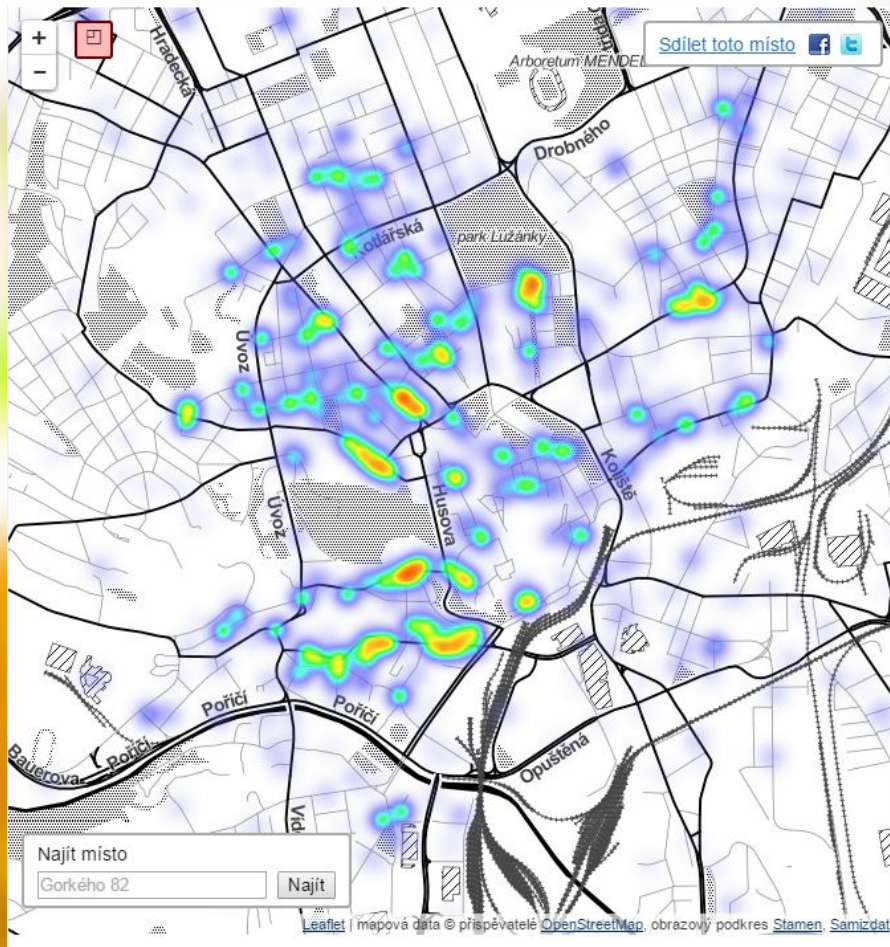 +
−
Sdílet toto místo
Hradecká
Arboretum MENDEL
Drobného
Kotlářská
park Lužánky
Úvoz
Koliště
Husova
Úvoz
Poříčí
Poříčí
Poříčí
Bauerova
Opuštěná
Víd
Najít místo
Gorkého 82
Najít
Leaflet | mapová data © přispěvatelé OpenStreetMap, obrazový podkres Stamen, Samizdat